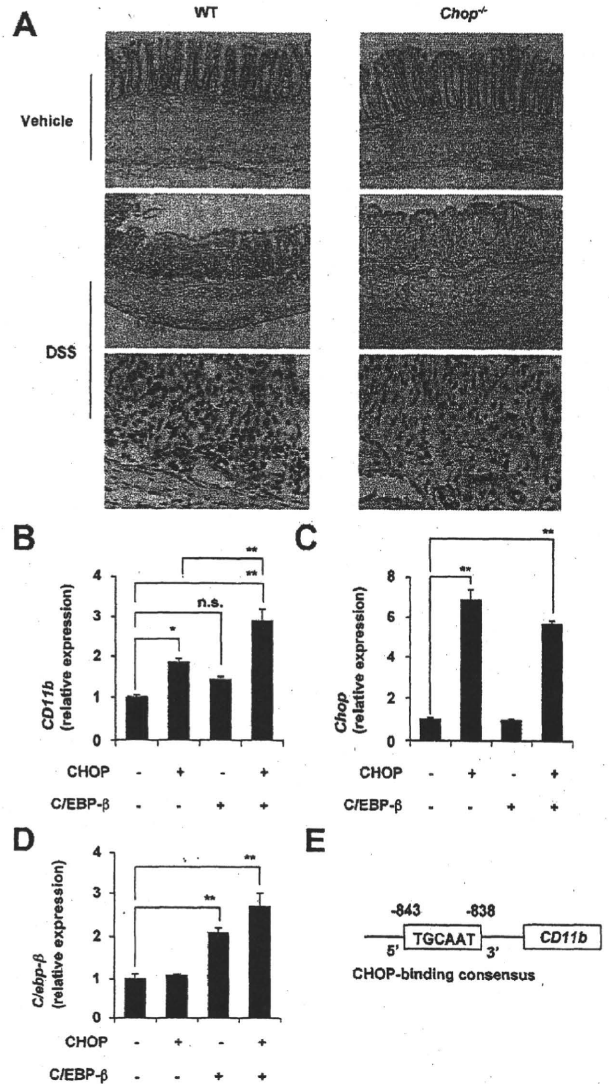 A
WT
Chop-/-
Vehicle
DSS
B
CD11b
(relative expression)
4
3
2
1
0
*
n.s.
**
**
CHOP - + - +
C/EBP-β - - + +
C
Chop
(relative expression)
8
6
4
2
0
**
**
CHOP - + - +
C/EBP-β - - + +
D
C/ebp-β
(relative expression)
4
3
2
1
0
**
**
CHOP - + - +
C/EBP-β - - + +
E
-843 -838
5' TGCAAT 3' CD11b
CHOP-binding consensus